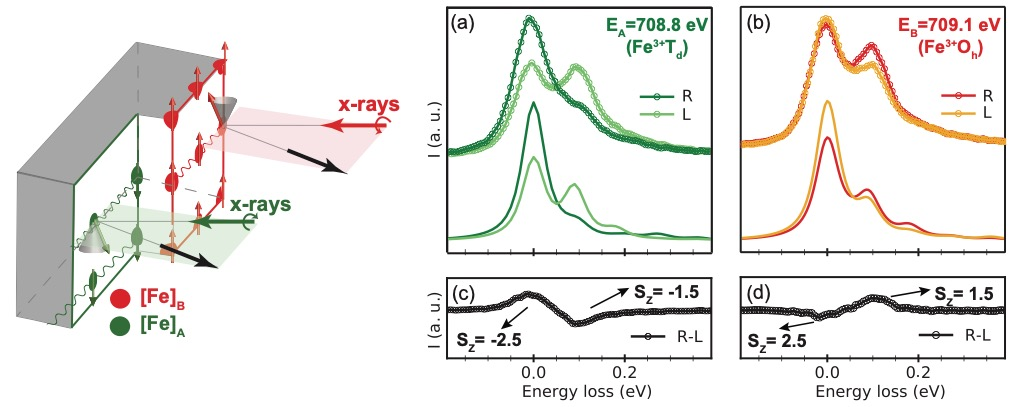 x-rays
x-rays
[Fe]B
[Fe]A
(a)
EA=708.8 eV
(Fe³⁺Td)
R
L
I (a. u.)
(b)
EB=709.1 eV
(Fe³⁺Oh)
R
L
(c)
SZ= -1.5
SZ= -2.5
R-L
I (a. u.)
0.0 0.2
Energy loss (eV)
(d)
SZ= 1.5
SZ= 2.5
R-L
0.0 0.2
Energy loss (eV)